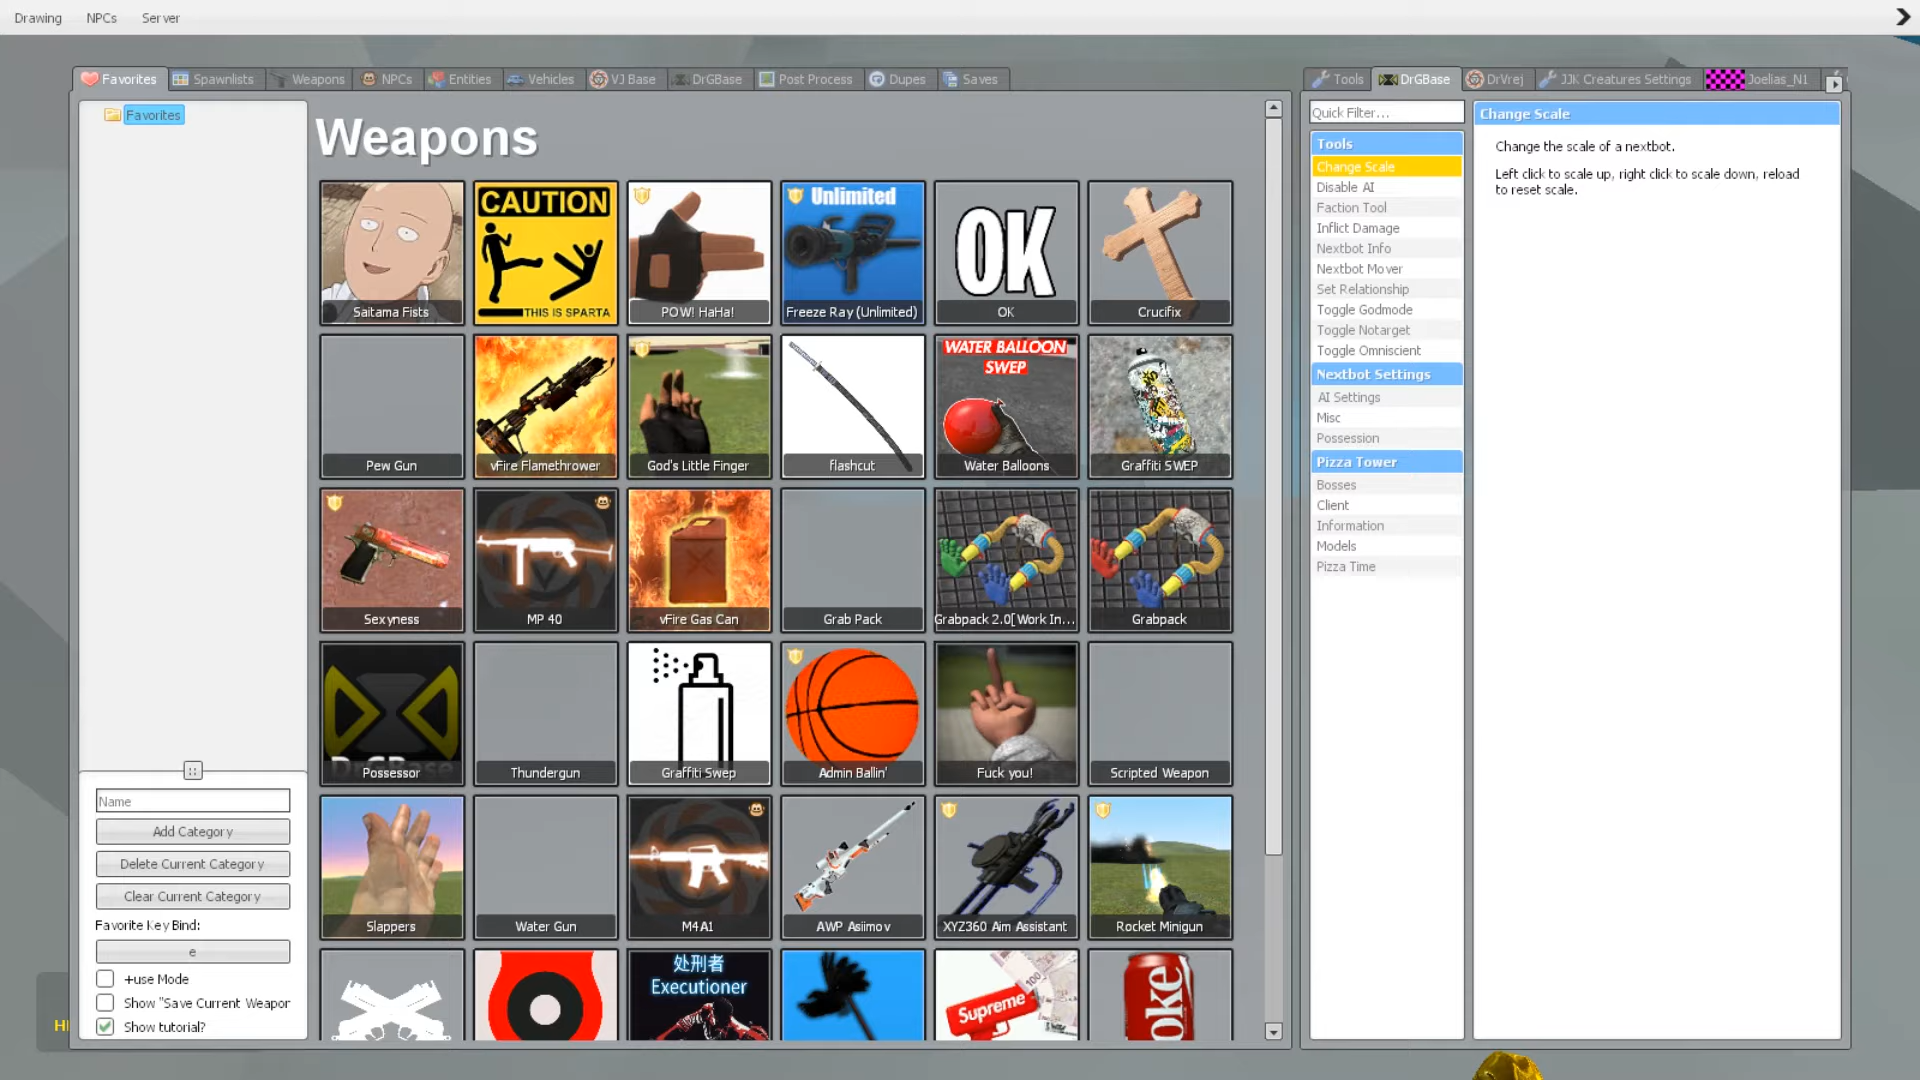 Drawing NPCs Server
Favorites Spawnlists Weapons NPCs Entities Vehicles VJ Base DrGBase Post Process Dupes Saves
Tools DrGBase DrVrej JJK Creatures Settings Joelias_N1
Favorites
Weapons
Saitama Fists
CAUTION
THIS IS SPARTA
POW! HaHa!
Unlimited
Freeze Ray (Unlimited)
OK
OK
Crucifix
Pew Gun
vFire Flamethrower
God's Little Finger
flashcut
WATER BALLOON
SWEP
Water Balloons
Graffiti SWEP
Sexyness
MP 40
vFire Gas Can
Grab Pack
Grabpack 2.0[Work In...
Grabpack
Possessor
Thundergun
Graffiti Swep
Admin Ballin'
Fuck you!
Scripted Weapon
Slappers
Water Gun
M4A1
AWP Asiimov
XYZ360 Aim Assistant
Rocket Minigun
处刑者
Executioner
Supreme
100
oke
Name
Add Category
Delete Current Category
Clear Current Category
Favorite Key Bind:
e
+use Mode
Show "Save Current Weapon
Show tutorial?
Quick Filter...
Tools
Change Scale
Disable AI
Faction Tool
Inflict Damage
Nextbot Info
Nextbot Mover
Set Relationship
Toggle Godmode
Toggle Notarget
Toggle Omniscient
Nextbot Settings
AI Settings
Misc
Possession
Pizza Tower
Bosses
Client
Information
Models
Pizza Time
Change Scale
Change the scale of a nextbot.
Left click to scale up, right click to scale down, reload
to reset scale.